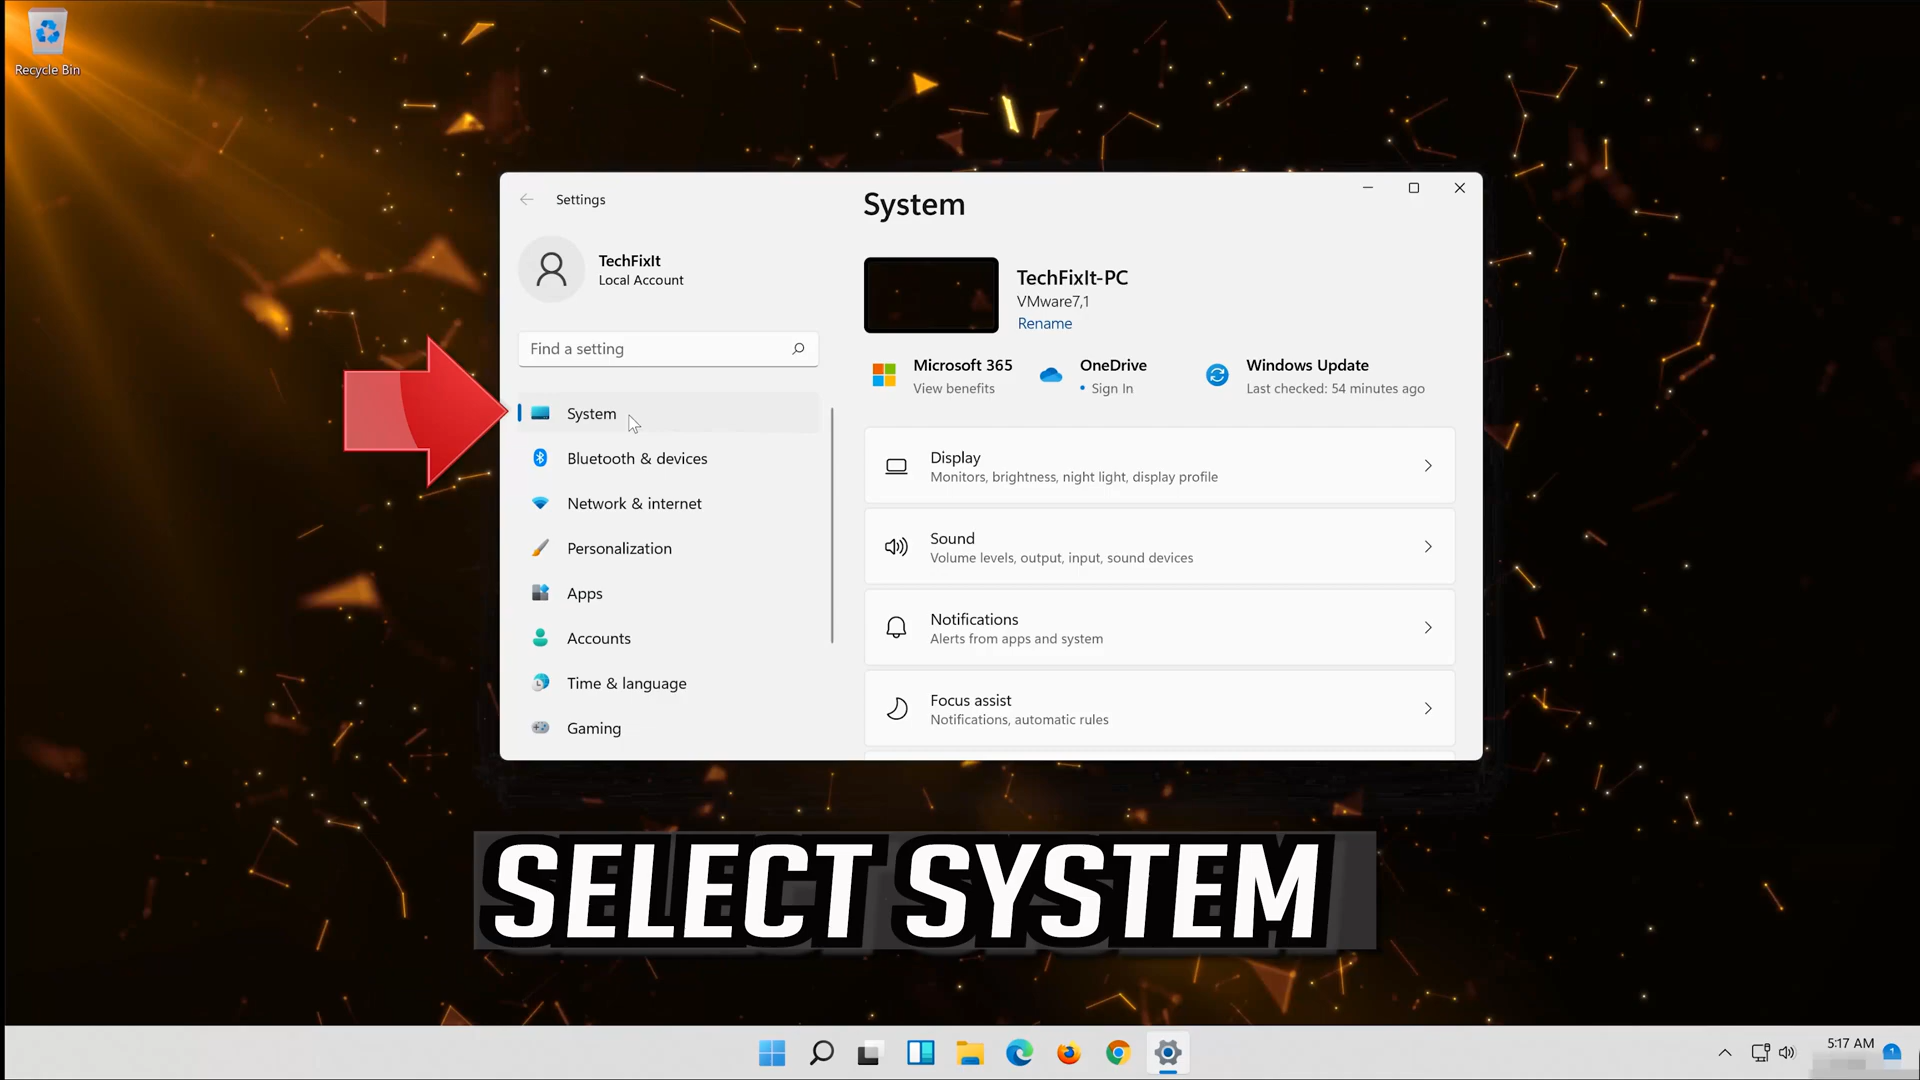 Recycle Bin
Settings
System
TechFixIt
Local Account
TechFixIt-PC
VMware7,1
Rename
Find a setting
Microsoft 365
View benefits
OneDrive
• Sign In
Windows Update
Last checked: 54 minutes ago
System
Bluetooth & devices
Network & internet
Personalization
Apps
Accounts
Time & language
Gaming
Display
Monitors, brightness, night light, display profile
Sound
Volume levels, output, input, sound devices
Notifications
Alerts from apps and system
Focus assist
Notifications, automatic rules
SELECT SYSTEM
5:17 AM
1